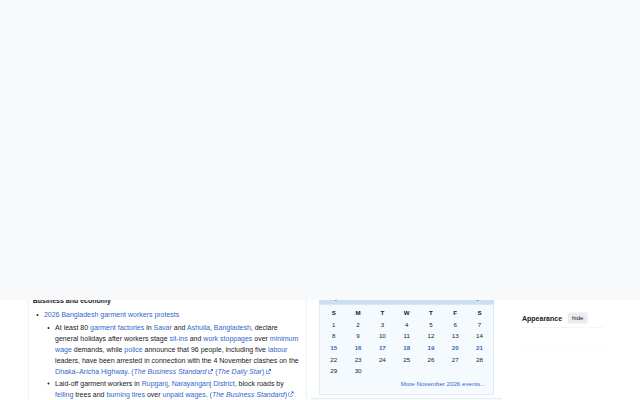 Business and economy
• 2026 Bangladesh garment workers protests
• At least 80 garment factories in Savar and Ashulia, Bangladesh, declare
general holidays after workers stage sit-ins and work stoppages over minimum
wage demands, while police announce that 96 people, including five labour
leaders, have been arrested in connection with the 4 November clashes on the
Dhaka–Aricha Highway. (The Business Standard) (The Daily Star)
• Laid-off garment workers in Rupganj, Narayanganj District, block roads by
felling trees and burning tires over unpaid wages. (The Business Standard)
S M T W T F S
1 2 3 4 5 6 7
8 9 10 11 12 13 14
15 16 17 18 19 20 21
22 23 24 25 26 27 28
29 30
More November 2026 events...
Appearance hide